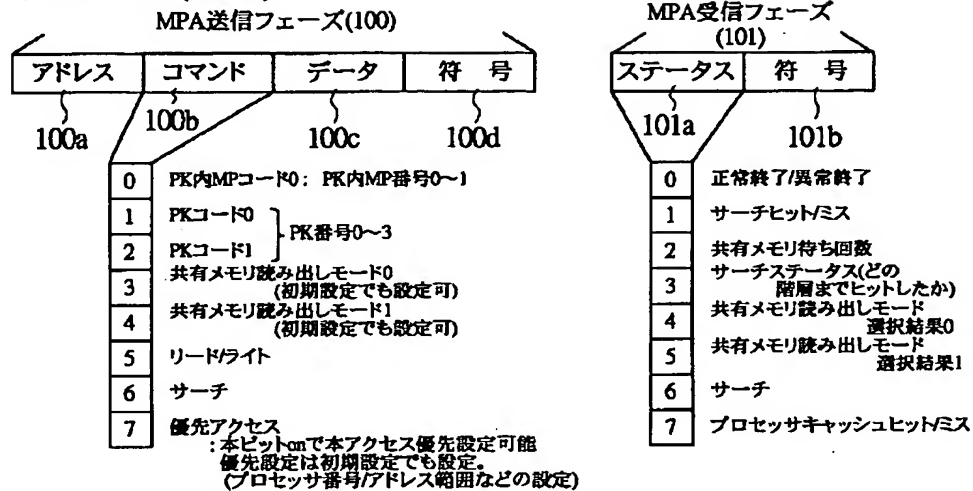 MPA送信フェーズ(100)
アドレス コマンド データ 符 号
100a 100b 100c 100d
0 PK内MPコード0: PK内MP番号0~1
1 PKコード0
PK番号0~3
2 PKコード1
3 共有メモリ読み出しモード0
(初期設定でも設定可)
4 共有メモリ読み出しモード1
(初期設定でも設定可)
5 リード/ライト
6 サーチ
7 優先アクセス
:本ビットonで本アクセス優先設定可能
優先設定は初期設定でも設定。
(プロセッサ番号/アドレス範囲などの設定)
MPA受信フェーズ
(101)
ステータス 符 号
101a 101b
0 正常終了/異常終了
1 サーチヒット/ミス
2 共有メモリ待ち回数
3 サーチステータス(どの
階層までヒットしたか)
4 共有メモリ読み出しモード
選択結果0
5 共有メモリ読み出しモード
選択結果1
6 サーチ
7 プロセッサキャッシュヒット/ミス